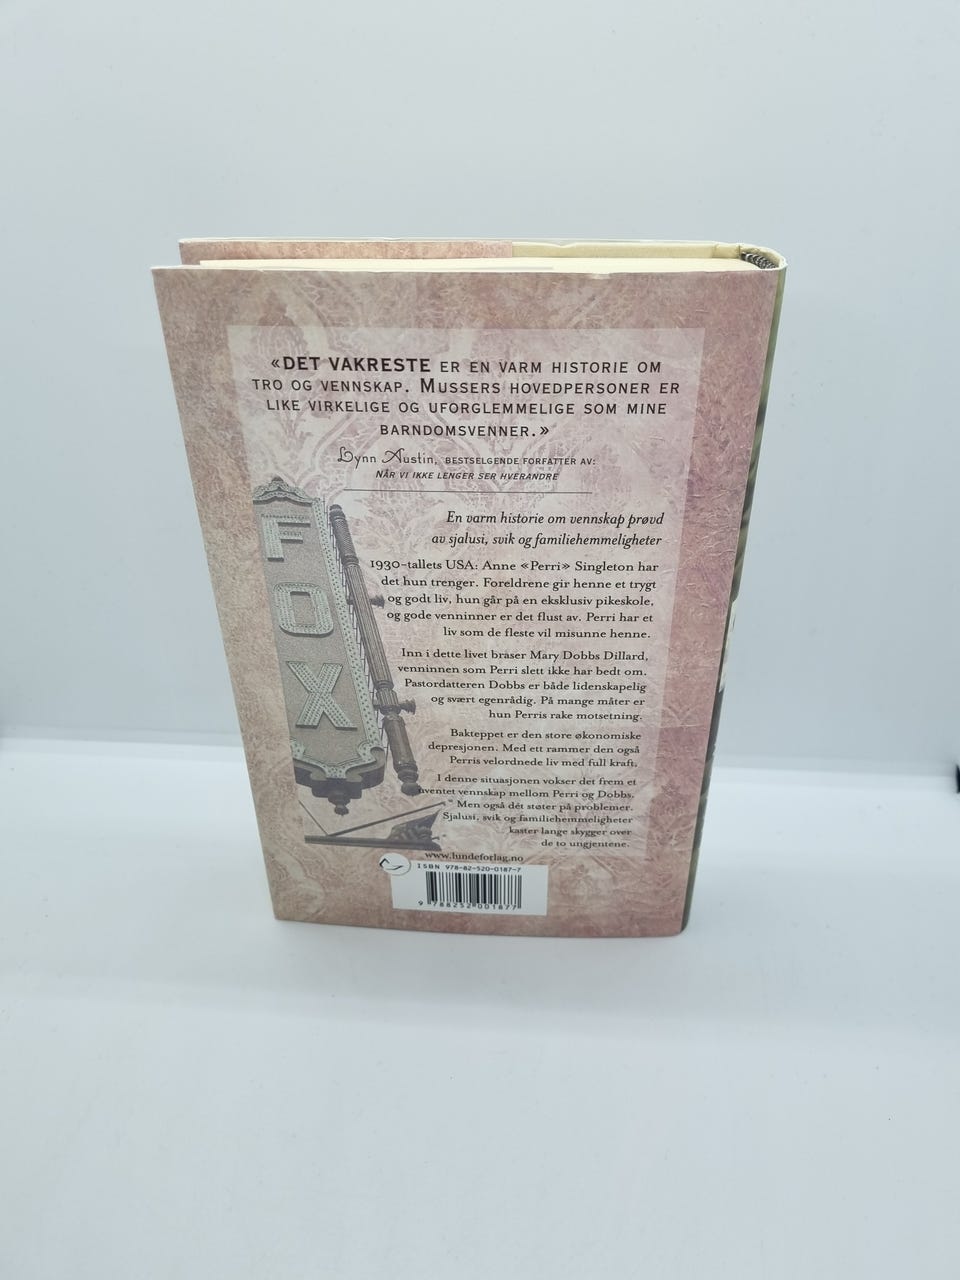 «DET VAKRESTE ER EN VARM HISTORIE OM
TRO OG VENNSKAP. MUSSERS HOVEDPERSONER ER
LIKE VIRKELIGE OG UFORGLEMMELIGE SOM MINE
BARNDOMSVENNER.»
Lynn Austin, BESTSELGENDE FORFATTER AV:
NÅR VI IKKE LENGER SER HVERANDRE
FOX
En varm historie om vennskap prøvd
av sjalusi, svik og familiehemmeligheter
1930-tallets USA: Anne «Perri» Singleton har
det hun trenger. Foreldrene gir henne et trygt
og godt liv, hun går på en eksklusiv pikeskole,
og gode venninner er det flust av. Perri har et
liv som de fleste vil misunne henne.
Inn i dette livet braser Mary Dobbs Dillard,
venninnen som Perri slett ikke har bedt om.
Pastordatteren Dobbs er både lidenskapelig
og svært egenrådig. På mange måter er
hun Perris rake motsetning.
Bakteppet er den store økonomiske
depresjonen. Med ett rammer den også
Perris velordnede liv med full kraft.
I denne situasjonen vokser det frem et
uventet vennskap mellom Perri og Dobbs.
Men også dét støter på problemer.
Sjalusi, svik og familiehemmeligheter
kaster lange skygger over
de to ungjentene.
www.lundeforlag.no
ISBN 978-82-520-0187-7
9 788252 001877